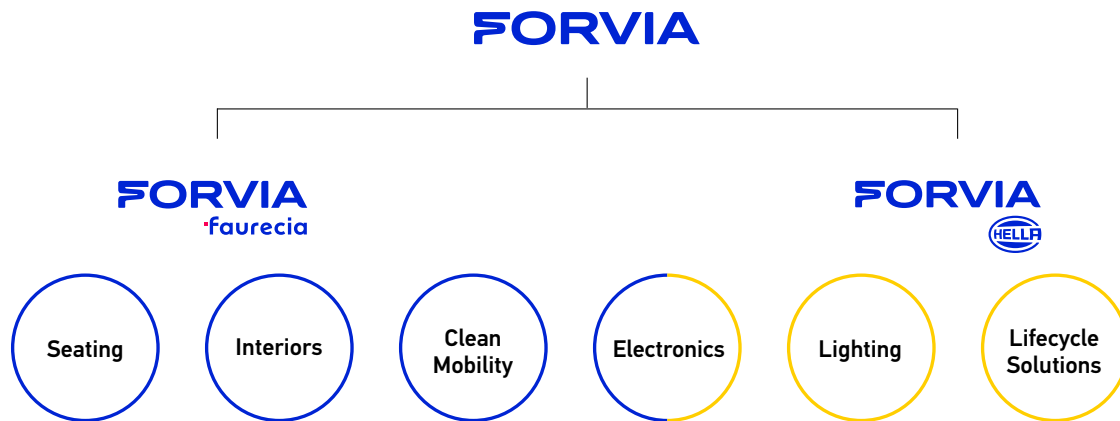 FORVIA
FORVIA
faurecia
FORVIA
HELLA
Seating
Interiors
Clean
Mobility
Electronics
Lighting
Lifecycle
Solutions